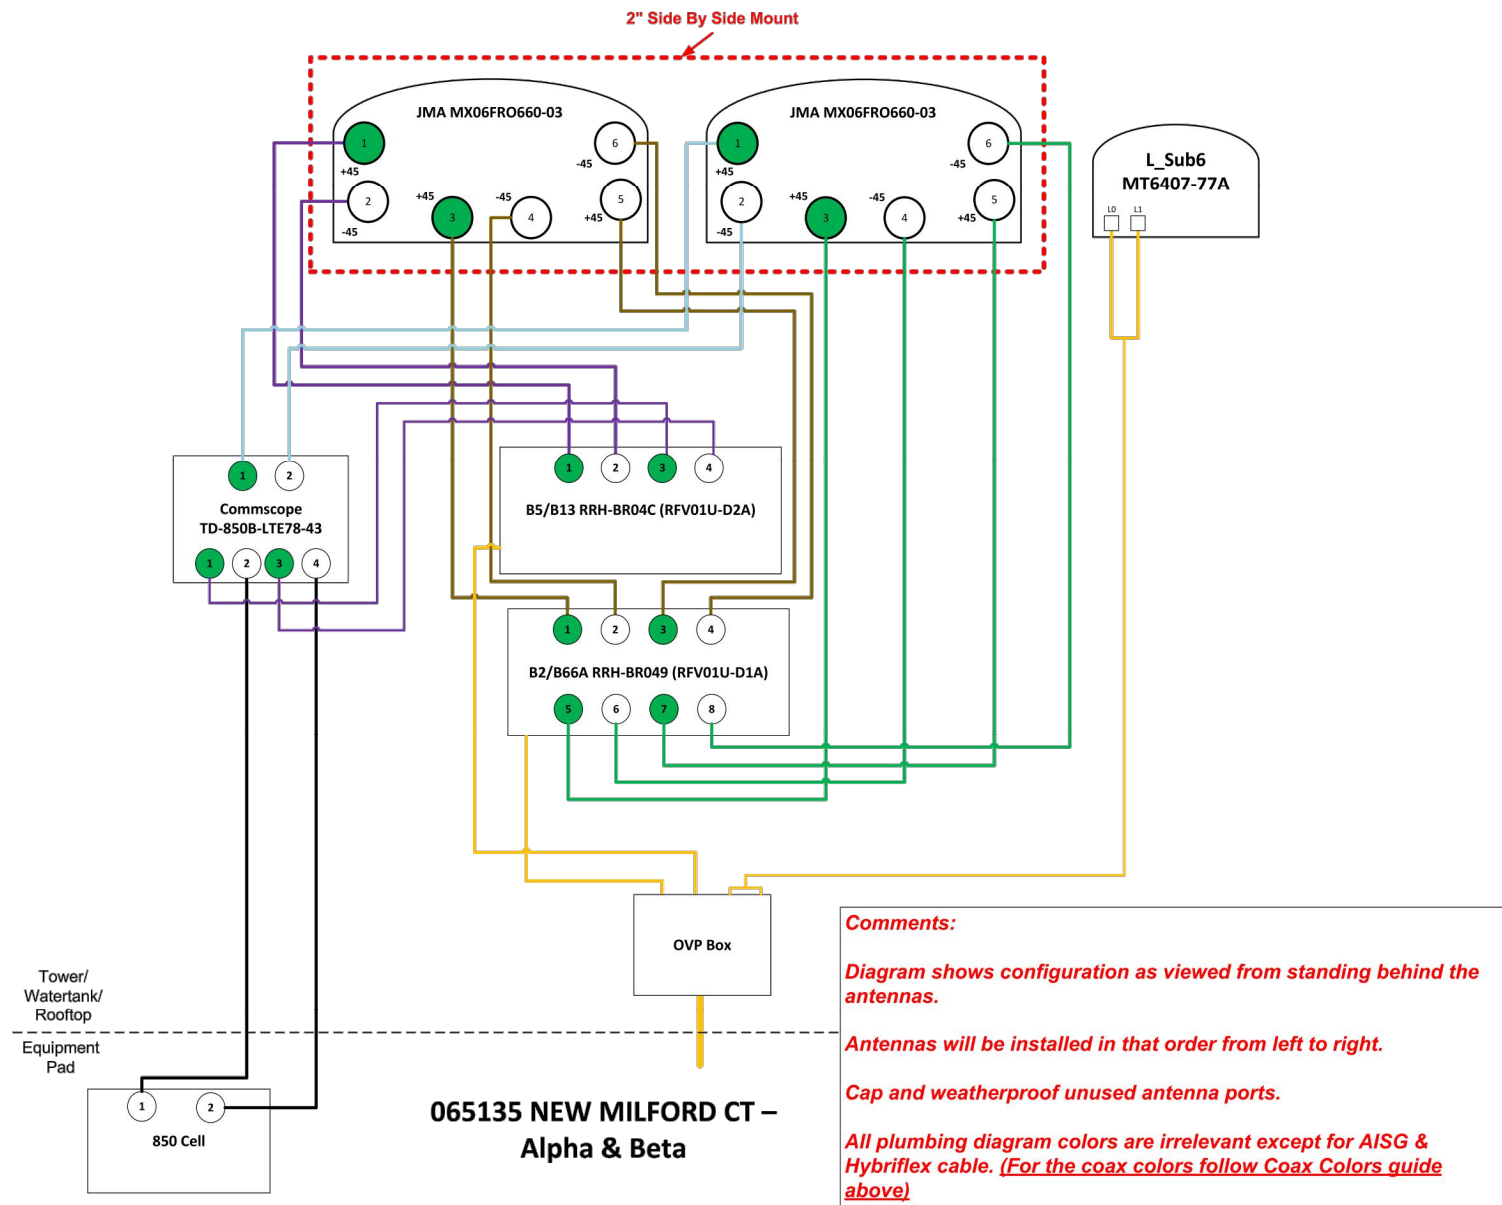 2" Side By Side Mount
JMA MX06FRO660-03
1
+45
2
-45
+45
3
-45
4
6
-45
5
+45
JMA MX06FRO660-03
1
+45
2
-45
+45
3
-45
4
6
-45
5
+45
L_Sub6
MT6407-77A
L0
L1
1
2
Commscope
TD-850B-LTE78-43
1
2
3
4
1
2
3
4
B5/B13 RRH-BR04C (RFV01U-D2A)
1
2
3
4
B2/B66A RRH-BR049 (RFV01U-D1A)
5
6
7
8
OVP Box
Tower/
Watertank/
Rooftop
Equipment
Pad
1
2
850 Cell
065135 NEW MILFORD CT –
Alpha & Beta
Comments:
Diagram shows configuration as viewed from standing behind the
antennas.
Antennas will be installed in that order from left to right.
Cap and weatherproof unused antenna ports.
All plumbing diagram colors are irrelevant except for AISG &
Hybriflex cable. (For the coax colors follow Coax Colors guide
above)